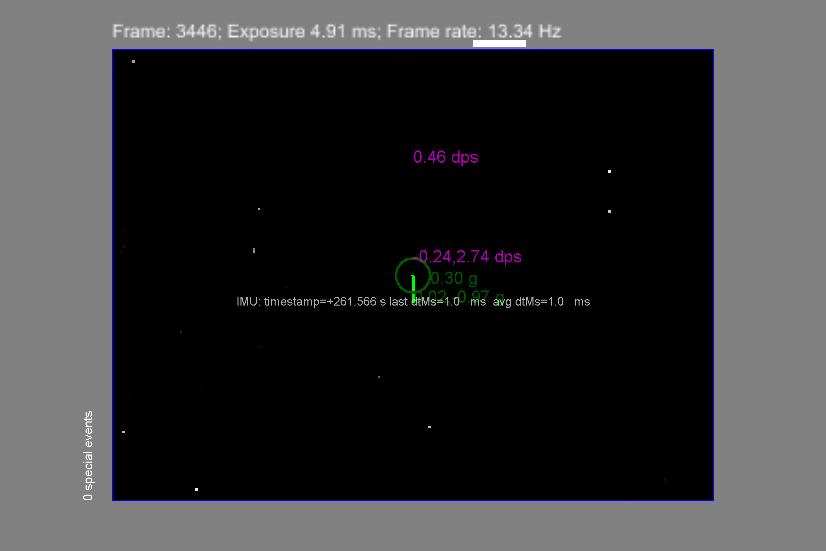 Frame: 3446; Exposure 4.91 ms; Frame rate: 13.34 Hz
0.46 dps
-0.24,2.74 dps
0.30 g
0.97 g
IMU: timestamp=+261.566 s last dtMs=1.0 ms avg dtMs=1.0 ms
0 special events